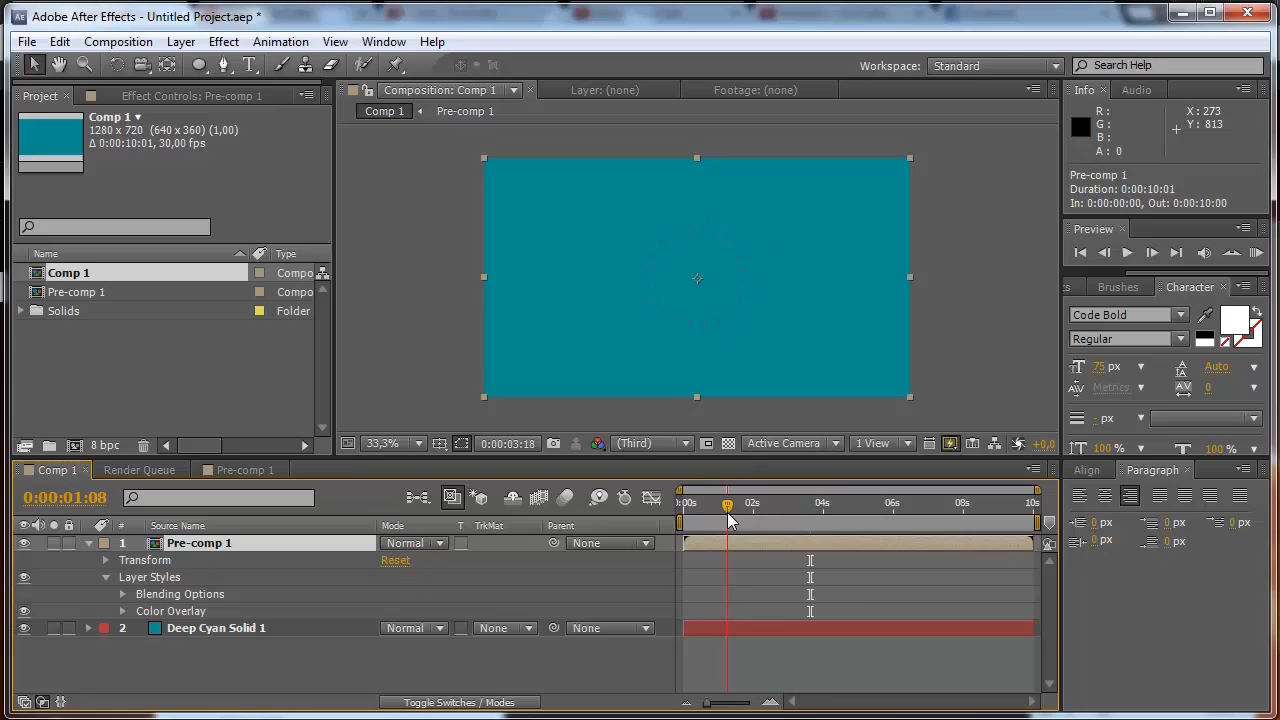 Adobe After Effects - Untitled Project.aep *
File Edit Composition Layer Effect Animation View Window Help
Workspace: Standard Search Help
Project Effect Controls: Pre-comp 1
Comp 1
1280 x 720 (640 x 360) (1,00)
Δ 0:00:10:01, 30,00 fps
Name Type
Comp 1 Compo
Pre-comp 1 Compo
Solids Folder
8 bpc
Composition: Comp 1 Layer: (none) Footage: (none)
Comp 1 Pre-comp 1
33,3% 0:00:03:18 (Third) Active Camera 1 View +0,0
Info Audio
R: X: 273
G: Y: 813
B:
A: 0
Pre-comp 1
Duration: 0:00:10:01
In: 0:00:00:00, Out: 0:00:10:00
Preview
Brushes Character
Code Bold
Regular
75 px Auto
Metrics 0
- px
100 % 100 %
Align Paragraph
0 px 0 px 0 px
0 px 0 px
Comp 1 Render Queue Pre-comp 1
0:00:01:08
:00s 02s 04s 06s 08s 10s
# Source Name Mode T TrkMat Parent
1 Pre-comp 1 Normal None
Transform Reset
Layer Styles
Blending Options
Color Overlay
2 Deep Cyan Solid 1 Normal None None
Toggle Switches / Modes